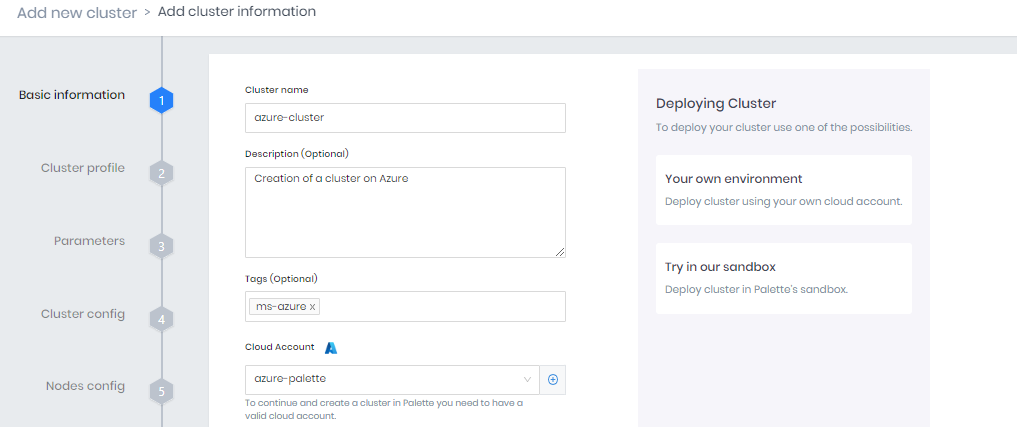 Add new cluster > Add cluster information
Basic information
1
Cluster profile
2
Parameters
3
Cluster config
4
Nodes config
5
Cluster name
azure-cluster
Description (Optional)
Creation of a cluster on Azure
Tags (Optional)
ms-azure x
Cloud Account
azure-palette
To continue and create a cluster in Palette you need to have a
valid cloud account.
Deploying Cluster
To deploy your cluster use one of the possibilities.
Your own environment
Deploy cluster using your own cloud account.
Try in our sandbox
Deploy cluster in Palette's sandbox.